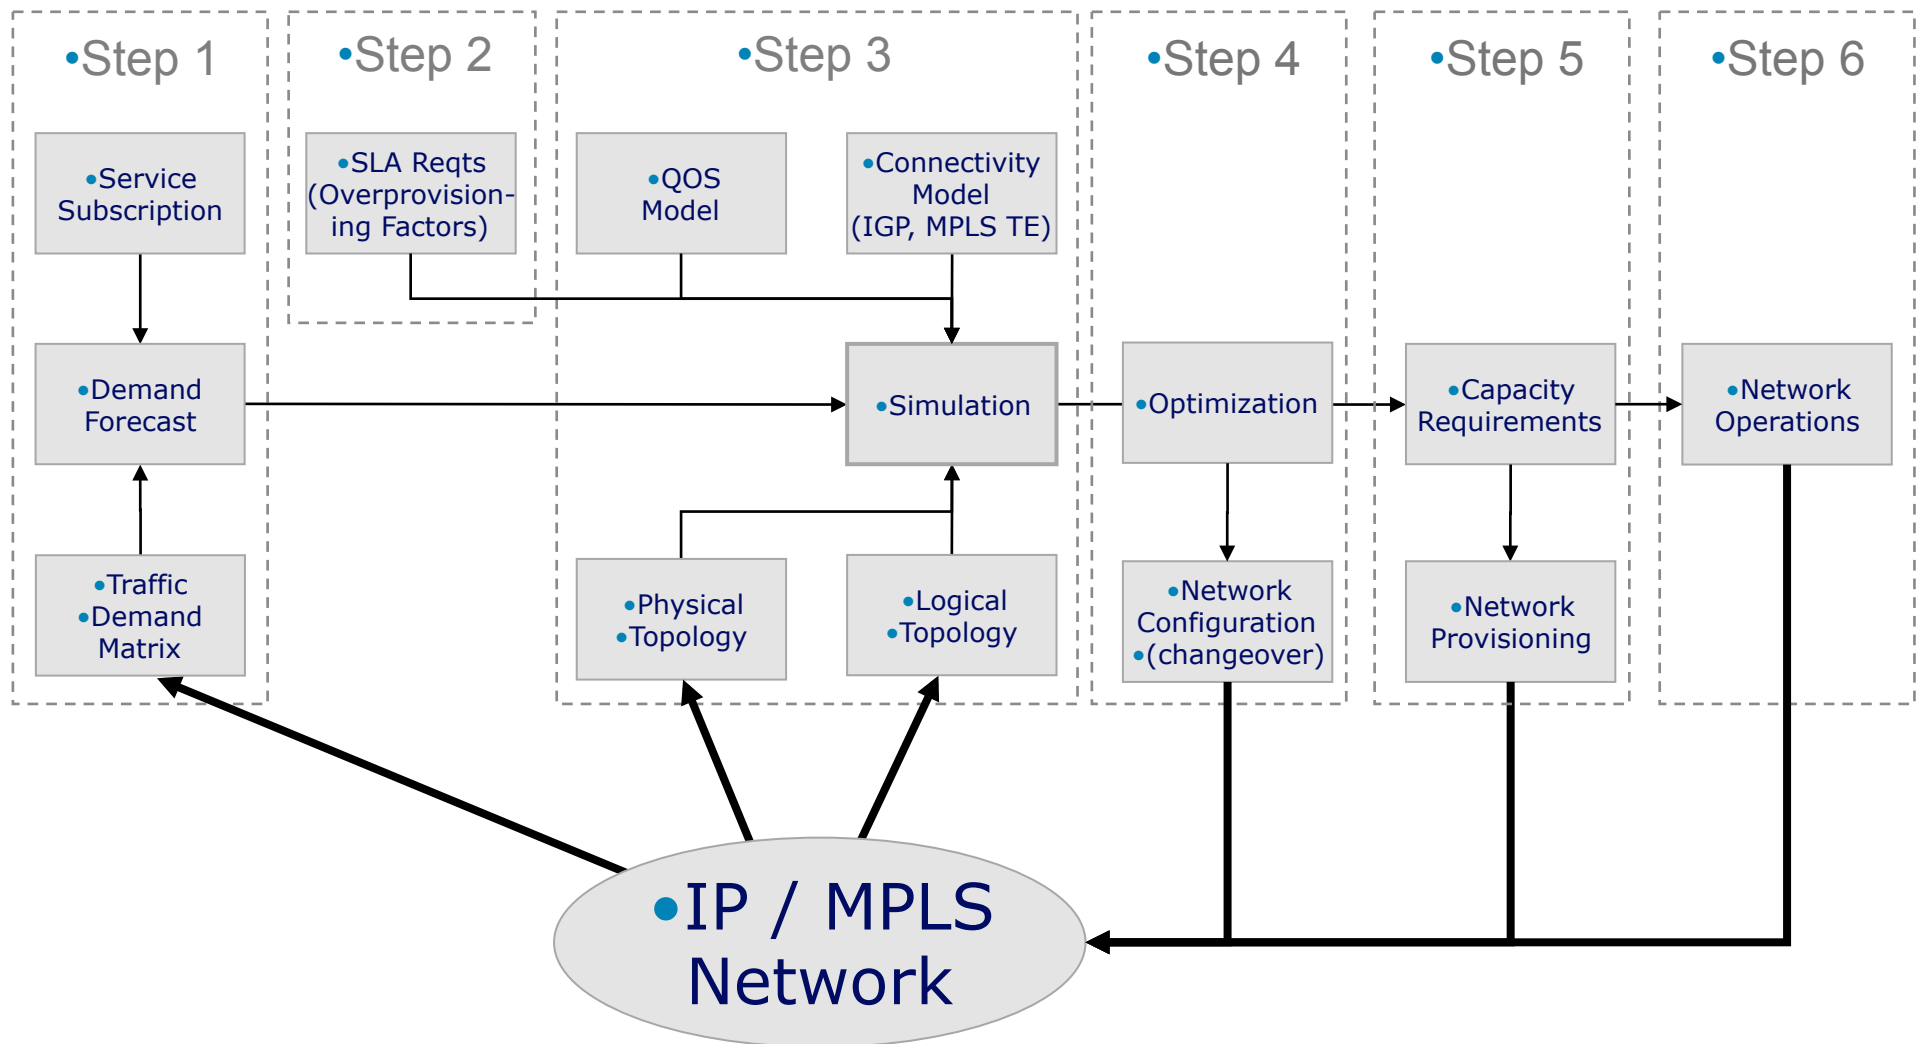 •Step 1
•Step 2
•Step 3
•Step 4
•Step 5
•Step 6
•Service
Subscription
•SLA Reqts
(Overprovision-
ing Factors)
•QOS
Model
•Connectivity
Model
(IGP, MPLS TE)
•Demand
Forecast
•Simulation
•Optimization
•Capacity
Requirements
•Network
Operations
•Traffic
•Demand
Matrix
•Physical
•Topology
•Logical
•Topology
•Network
Configuration
•(changeover)
•Network
Provisioning
•IP / MPLS
Network